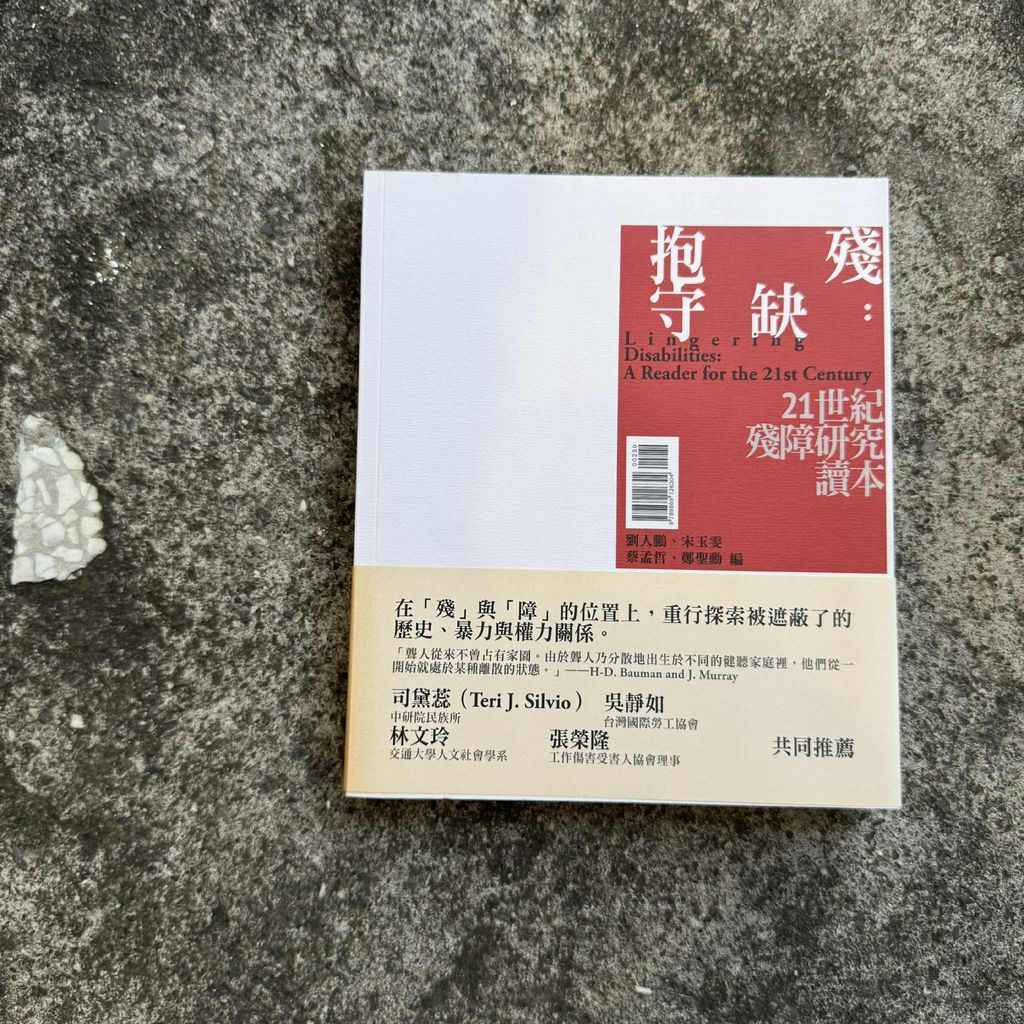 抱　　殘
守　缺：
Lingering
Disabilities:
A Reader for the 21st Century
21世紀
殘障研究
讀本
00280
9789869126304
劉人鵬、宋玉雯
蔡孟哲、鄭聖勳 編
在「殘」與「障」的位置上，重行探索被遮蔽了的
歷史、暴力與權力關係。
「聾人從來不曾占有家園。由於聾人乃分散地出生於不同的健聽家庭裡，他們從一
開始就處於某種離散的狀態。」——H-D. Bauman and J. Murray
司黛蕊（Teri J. Silvio） 吳靜如
中研院民族所 台灣國際勞工協會
林文玲 張榮隆
交通大學人文社會學系 工作傷害受害人協會理事
共同推薦